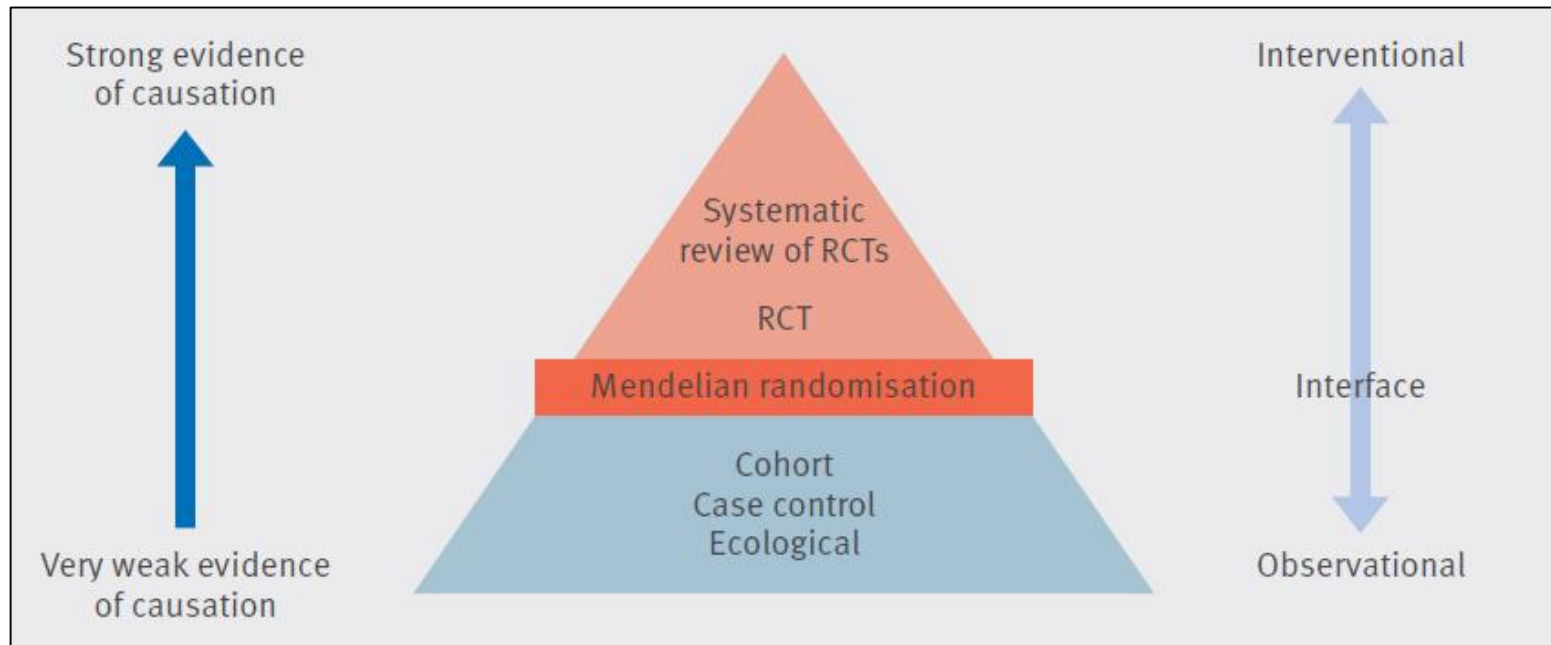 Strong evidence
of causation
Very weak evidence
of causation
Systematic
review of RCTs
RCT
Mendelian randomisation
Cohort
Case control
Ecological
Interventional
Interface
Observational